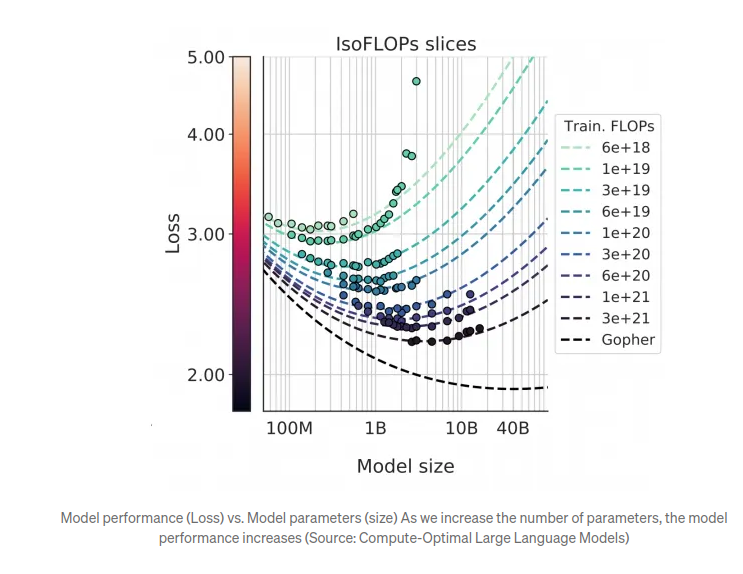 IsoFLOPs slices
5.00
4.00
3.00
2.00
Loss
100M 1B 10B 40B
Model size
Train. FLOPs
6e+18
1e+19
3e+19
6e+19
1e+20
3e+20
6e+20
1e+21
3e+21
Gopher
Model performance (Loss) vs. Model parameters (size) As we increase the number of parameters, the model
performance increases (Source: Compute-Optimal Large Language Models)